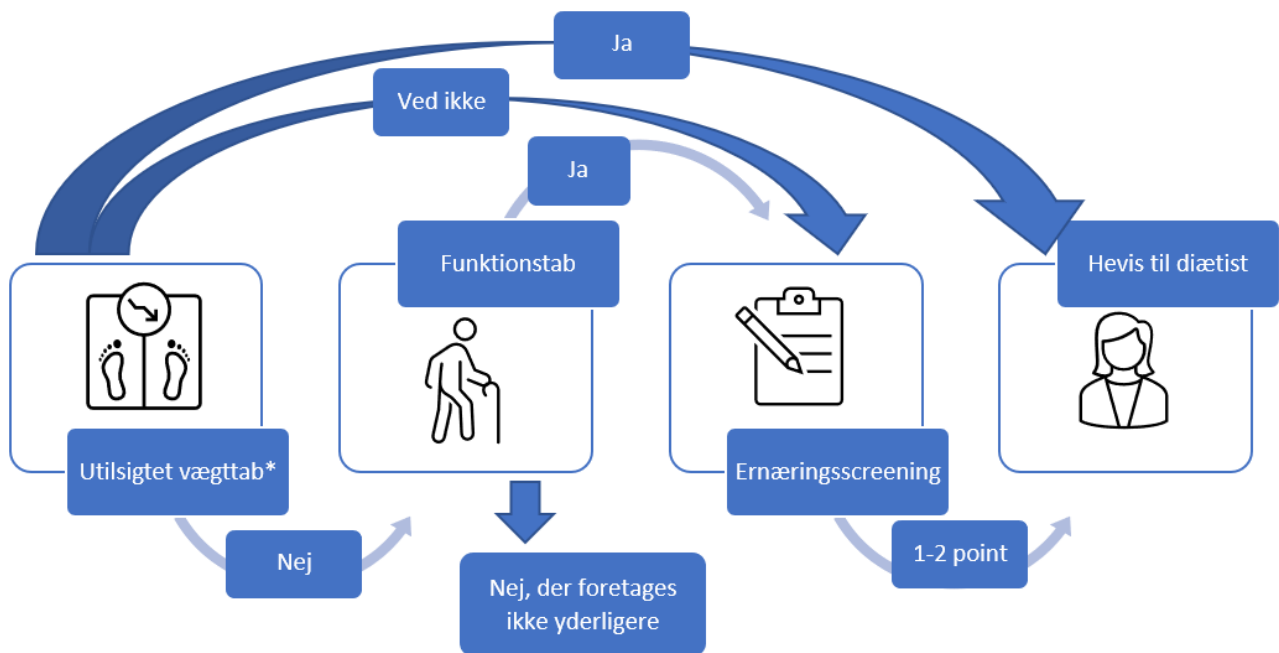 Ja
Ved ikke
Ja
Funktionstab
Hevis til diætist
Utilsigtet vægttab*
Ernæringsscreening
Nej
1-2 point
Nej, der foretages
ikke yderligere